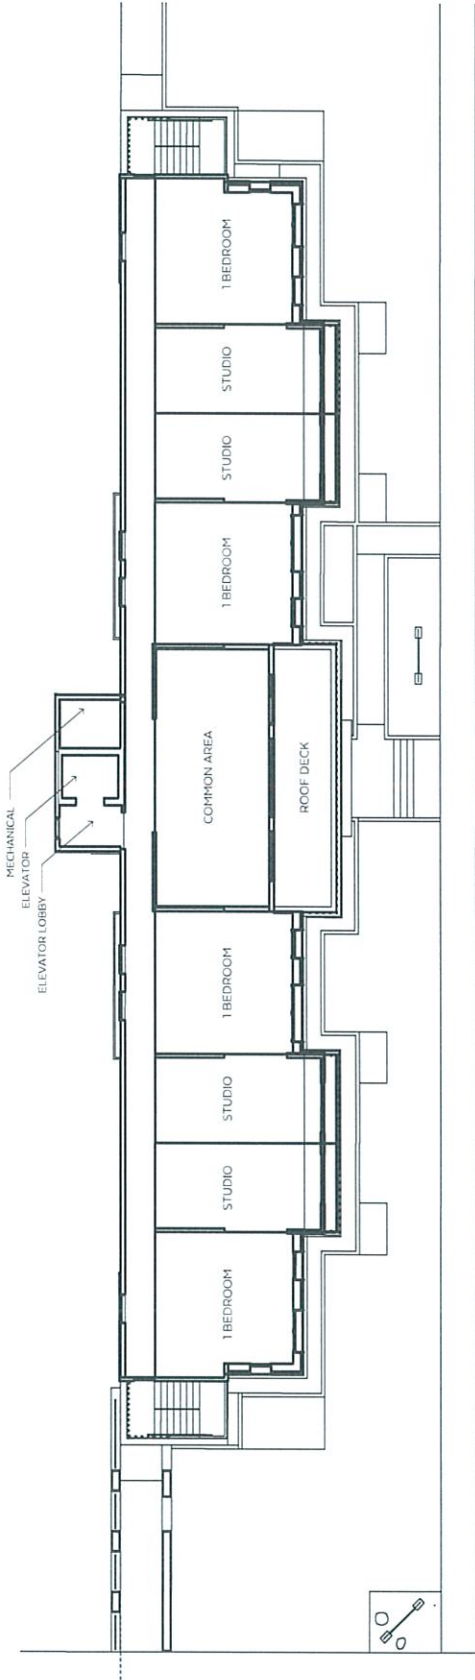 MECHANICAL
ELEVATOR
ELEVATOR LOBBY
1 BEDROOM
STUDIO
STUDIO
1 BEDROOM
COMMON AREA
ROOF DECK
1 BEDROOM
STUDIO
STUDIO
1 BEDROOM